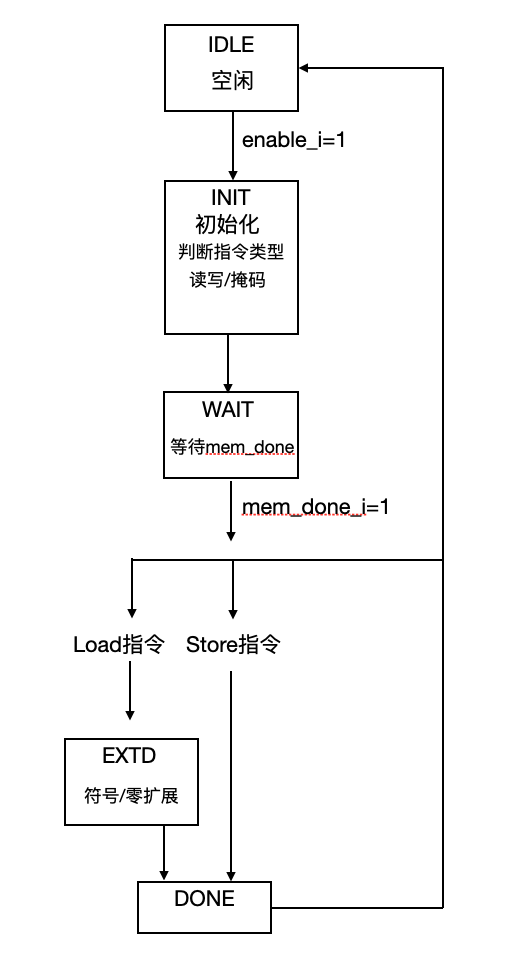 IDLE
空闲
enable_i=1
INIT
初始化
判断指令类型
读写/掩码
WAIT
等待mem_done
mem_done_i=1
Load指令 Store指令
EXTD
符号/零扩展
DONE